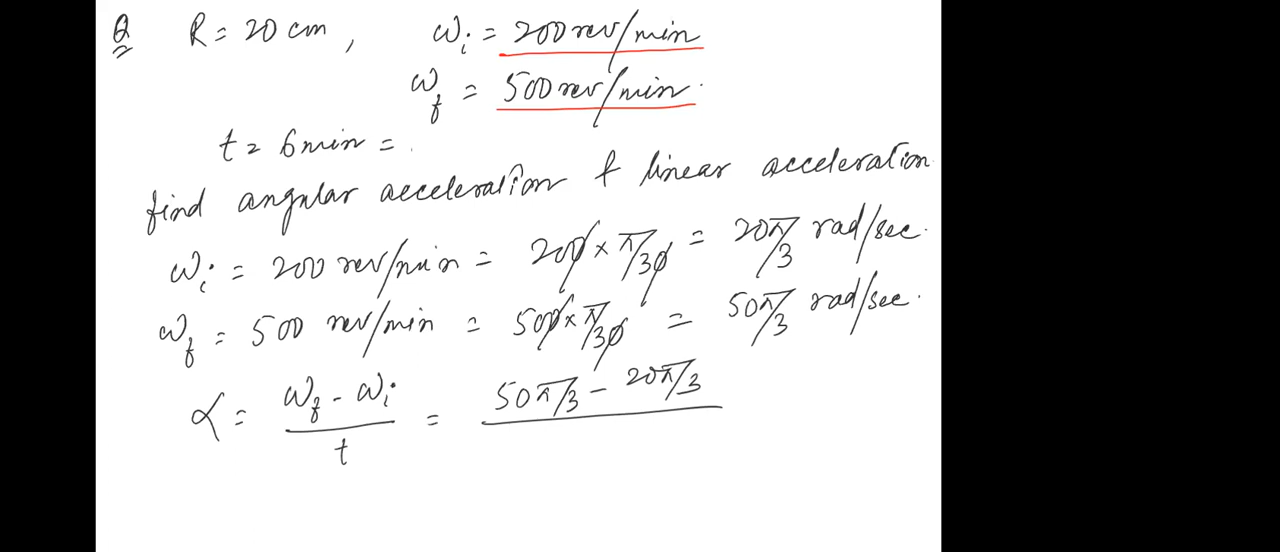 Q R = 20 cm, ωi = 200 rev/min
ωf = 500 rev/min.
t = 6 min =
find angular acceleration & linear acceleration
ωi = 200 rev/min = 200 × π/30 = 20π/3 rad/sec.
ωf = 500 rev/min = 500 × π/30 = 50π/3 rad/sec.
α = ωf - ωi / t = 50π/3 - 20π/3